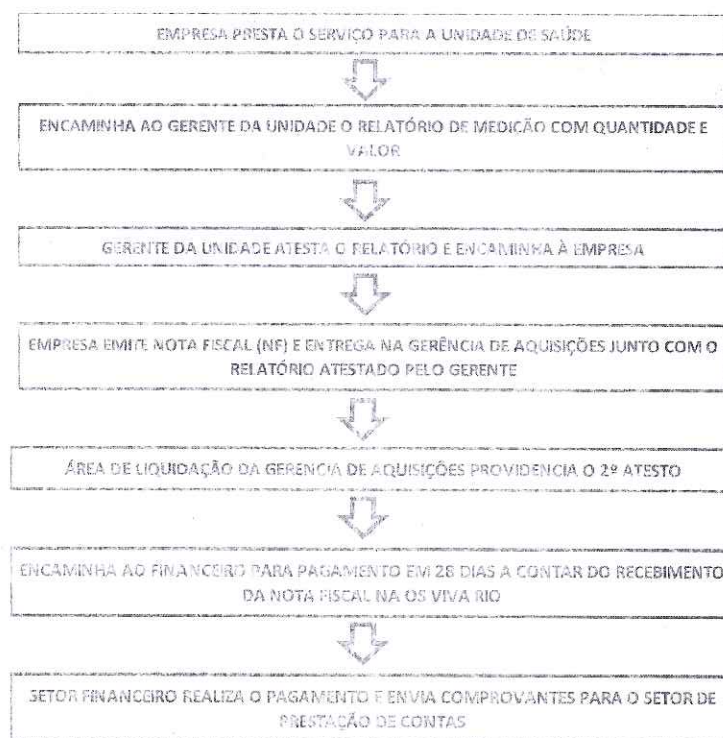 EMPRESA PRESTA O SERVIÇO PARA A UNIDADE DE SAÚDE
ENCAMINHA AO GERENTE DA UNIDADE O RELATÓRIO DE MEDIÇÃO COM QUANTIDADE E
VALOR
GERENTE DA UNIDADE ATESTA O RELATÓRIO E ENCAMINHA À EMPRESA
EMPRESA EMITE NOTA FISCAL (NF) E ENTREGA NA GERÊNCIA DE AQUISIÇÕES JUNTO COM O
RELATÓRIO ATESTADO PELO GERENTE
ÁREA DE LIQUIDAÇÃO DA GERENCIA DE AQUISIÇÕES PROVIDENCIA O 2º ATESTO
ENCAMINHA AO FINANCEIRO PARA PAGAMENTO EM 28 DIAS A CONTAR DO RECEBIMENTO
DA NOTA FISCAL NA OS VIVA RIO
SETOR FINANCEIRO REALIZA O PAGAMENTO E ENVIA COMPROVANTES PARA O SETOR DE
PRESTAÇÃO DE CONTAS